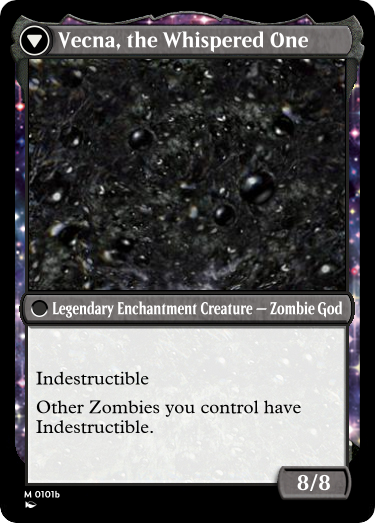 Vecna, the Whispered One
Legendary Enchantment Creature — Zombie God
Indestructible
Other Zombies you control have
Indestructible.
8/8
M 0101b